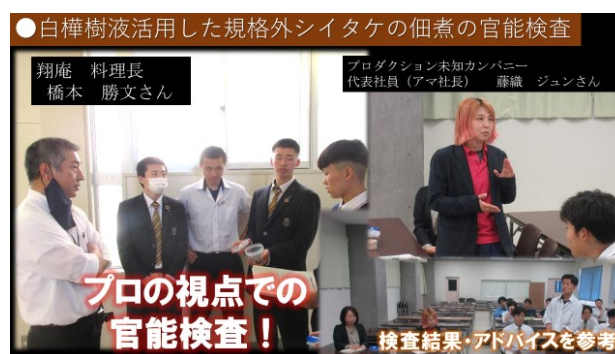 ●白樺樹液活用した規格外シイタケの佃煮の官能検査
翔庵　料理長
橋本　勝文さん
プロダクション未知カンパニー
代表社員（アマ社長）　藤織　ジュンさん
プロの視点での
官能検査！
検査結果・アドバイスを参考